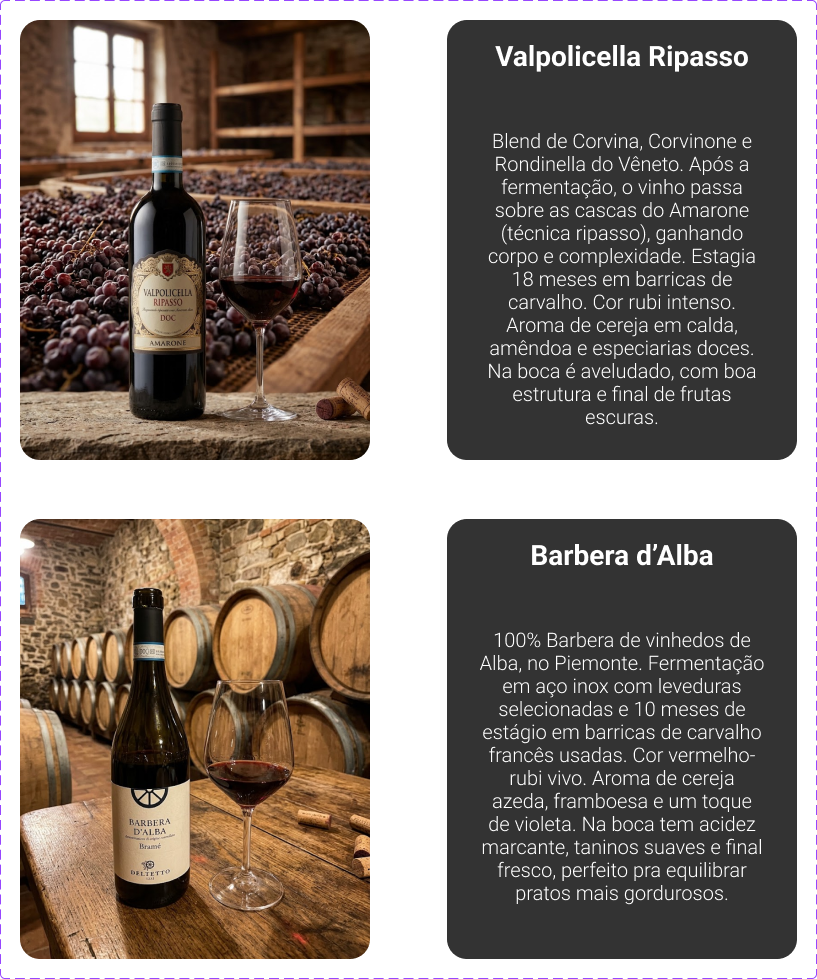 VALPOLICELLA
RIPASSO
DOC
AMARONE
Valpolicella Ripasso
Blend de Corvina, Corvinone e
Rondinella do Vêneto. Após a
fermentação, o vinho passa
sobre as cascas do Amarone
(técnica ripasso), ganhando
corpo e complexidade. Estagia
18 meses em barricas de
carvalho. Cor rubi intenso.
Aroma de cereja em calda,
amêndoa e especiarias doces.
Na boca é aveludado, com boa
estrutura e final de frutas
escuras.
BARBERA
D'ALBA
Bramé
DELTETTO
Barbera d’Alba
100% Barbera de vinhedos de
Alba, no Piemonte. Fermentação
em aço inox com leveduras
selecionadas e 10 meses de
estágio em barricas de carvalho
francês usadas. Cor vermelho-
rubi vivo. Aroma de cereja
azeda, framboesa e um toque
de violeta. Na boca tem acidez
marcante, taninos suaves e final
fresco, perfeito pra equilibrar
pratos mais gordurosos.